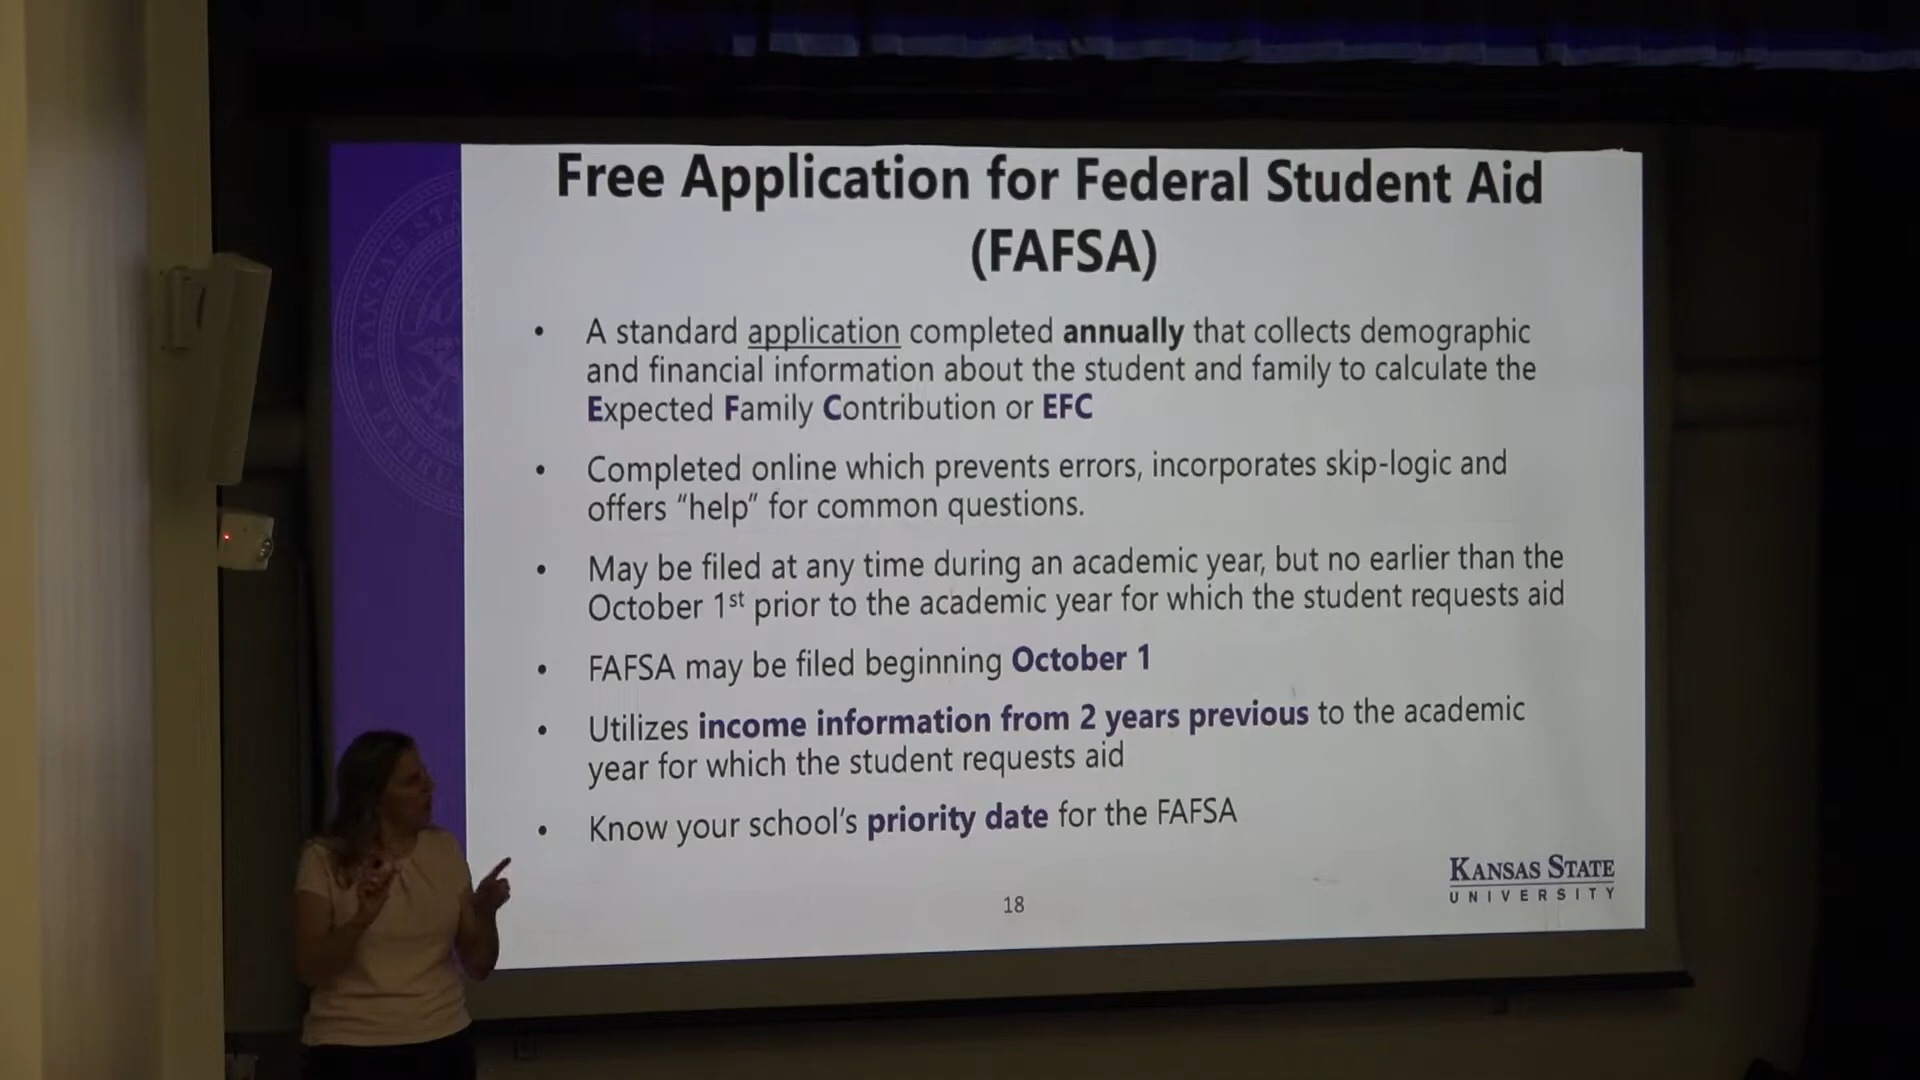 Free Application for Federal Student Aid
(FAFSA)
• A standard application completed annually that collects demographic
and financial information about the student and family to calculate the
Expected Family Contribution or EFC
• Completed online which prevents errors, incorporates skip-logic and
offers “help” for common questions.
• May be filed at any time during an academic year, but no earlier than the
October 1st prior to the academic year for which the student requests aid
• FAFSA may be filed beginning October 1
• Utilizes income information from 2 years previous to the academic
year for which the student requests aid
• Know your school’s priority date for the FAFSA
KANSAS STATE
UNIVERSITY
18
KANSAS STA